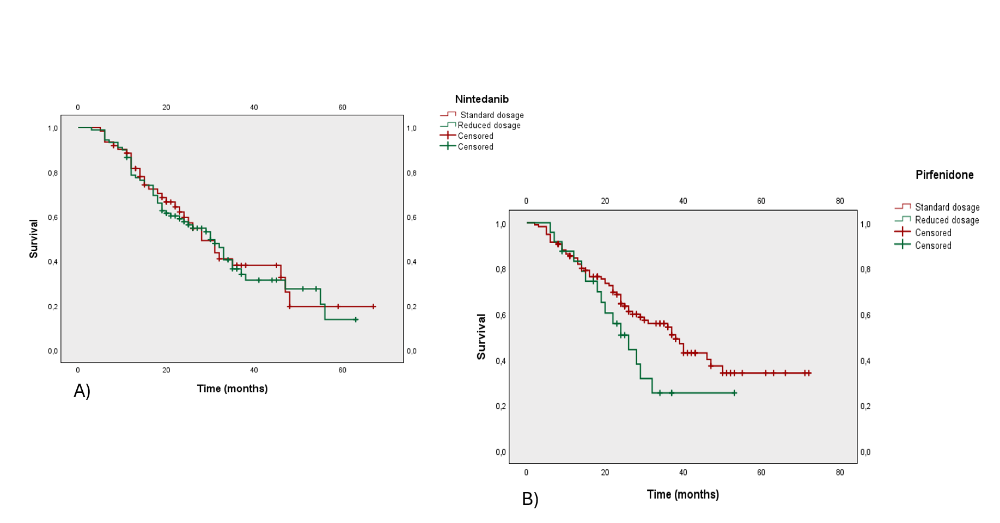 Nintedanib
Standard dosage
Reduced dosage
Censored
Censored
0 20 40 60
1,0 1,0
0,8 0,8
0,6 0,6
0,4 0,4
0,2 0,2
0,0 0,0
Survival
0 20 40 60
Time (months)
A)
Pirfenidone
Standard dosage
Reduced dosage
Censored
Censored
0 20 40 60 80
1,0 1,0
0,8 0,8
0,6 0,6
0,4 0,4
0,2 0,2
0,0 0,0
Survival
0 20 40 60 80
Time (months)
B)